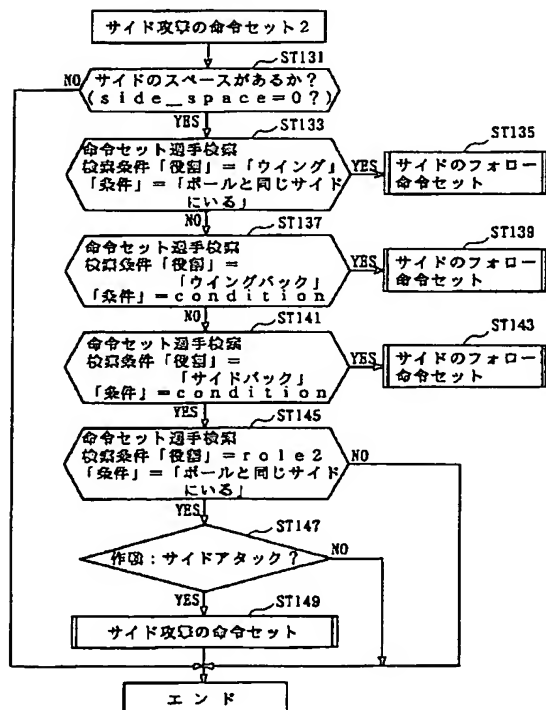 サイド攻撃の命令セット2
ST131
NO
サイドのスペースがあるか?
(side_space=0?)
YES
ST133
命令セット選手検索
検索条件「役割」=「ウイング」
「条件」=「ボールと同じサイド
にいる」
YES
ST135
サイドのフォロー
命令セット
NO
ST137
命令セット選手検索
検索条件「役割」=
「ウイングバック」
「条件」=condition
YES
ST139
サイドのフォロー
命令セット
NO
ST141
命令セット選手検索
検索条件「役割」=
「サイドバック」
「条件」=condition
YES
ST143
サイドのフォロー
命令セット
YES
ST145
命令セット選手検索
検索条件「役割」=role2
「条件」=「ボールと同じサイド
にいる」
NO
YES
ST147
作戦:サイドアタック?
NO
YES
ST149
サイド攻撃の命令セット
エンド